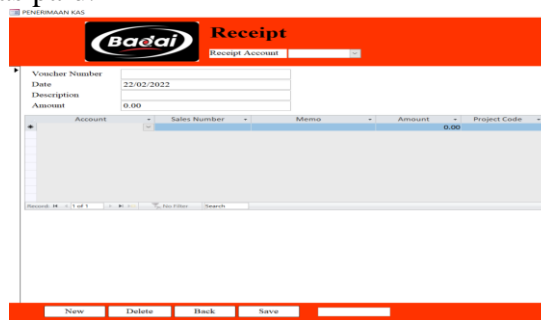 PENERIMAAN KAS
Badai
Receipt
Receipt Account
Voucher Number
Date 22/02/2022
Description
Amount 0.00
Account Sales Number Memo Amount Project Code
0.00
Record: 1 of 1 No Filter Search
New Delete Back Save